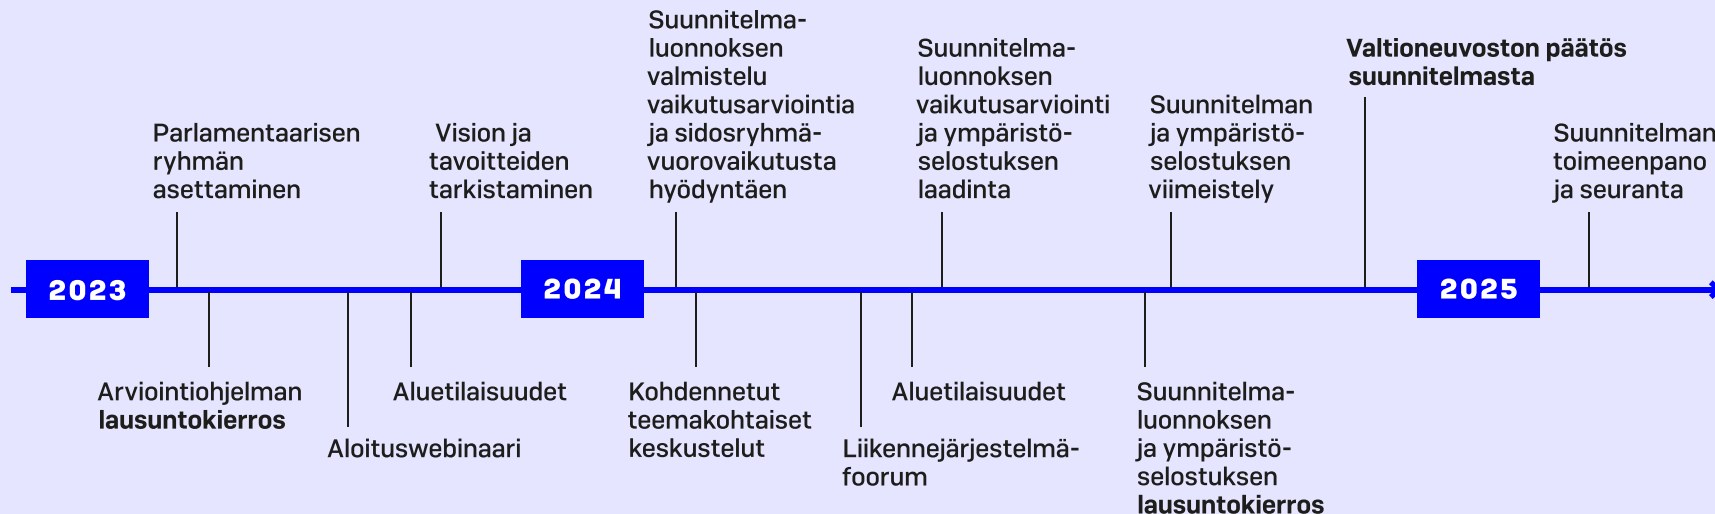 Suunnitelma-
luonnoksen
valmistelu
vaikutusarviointia
ja sidosryhmä-
vuorovaikutusta
hyödyntäen
Suunnitelma-
luonnoksen
vaikutusarviointi
ja ympäristö-
selostuksen
laadinta
Valtioneuvoston päätös
suunnitelmasta
Suunnitelman
ja ympäristö-
selostuksen
viimeistely
Parlamentaarisen
ryhmän
asettaminen
Vision ja
tavoitteiden
tarkistaminen
Suunnitelman
toimeenpano
ja seuranta
2023
2024
2025
Arviointiohjelman
lausuntokierros
Aloituswebinaari
Aluetilaisuudet
Kohdennetut
teemakohtaiset
keskustelut
Liikennejärjestelmä-
foorum
Aluetilaisuudet
Suunnitelma-
luonnoksen
ja ympäristö-
selostuksen
lausuntokierros